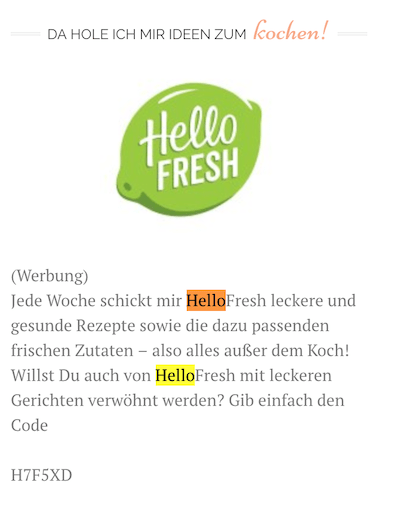 DA HOLE ICH MIR IDEEN ZUM kochen!
Hello
FRESH
(Werbung)
Jede Woche schickt mir HelloFresh leckere und
gesunde Rezepte sowie die dazu passenden
frischen Zutaten – also alles außer dem Koch!
Willst Du auch von HelloFresh mit leckeren
Gerichten verwöhnt werden? Gib einfach den
Code
H7F5XD